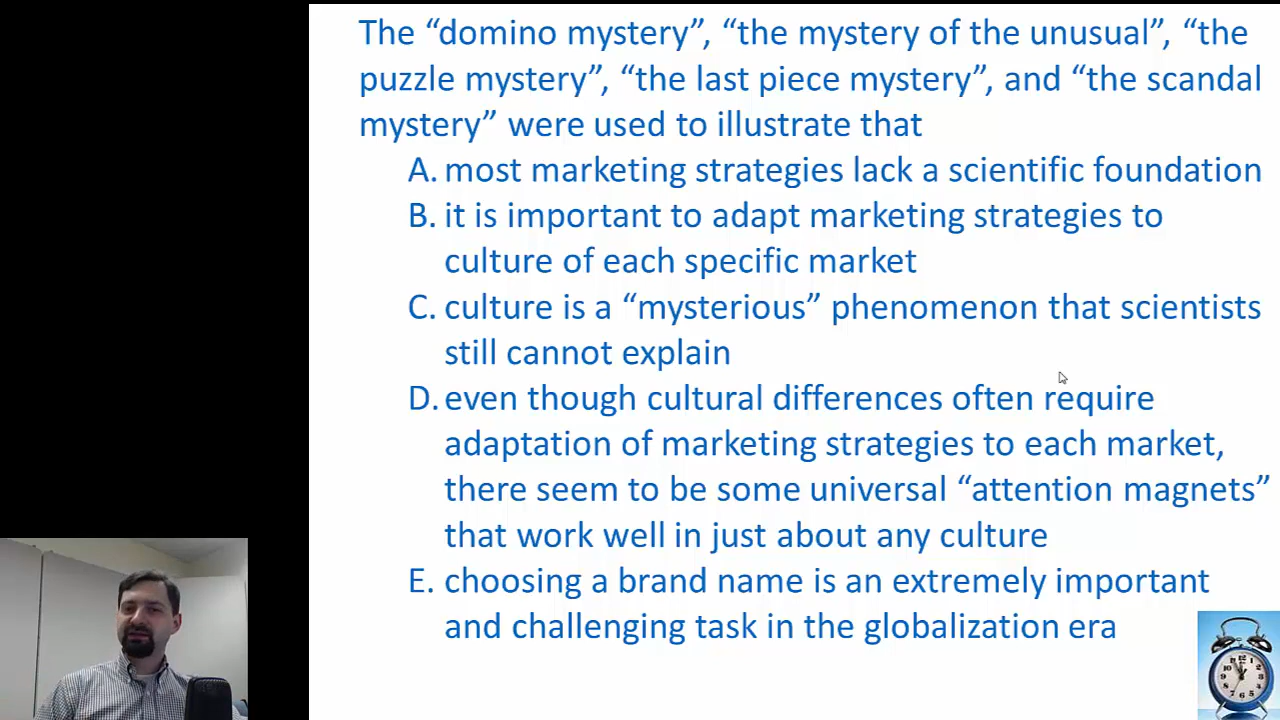 The “domino mystery”, “the mystery of the unusual”, “the
puzzle mystery”, “the last piece mystery”, and “the scandal
mystery” were used to illustrate that
A. most marketing strategies lack a scientific foundation
B. it is important to adapt marketing strategies to
culture of each specific market
C. culture is a “mysterious” phenomenon that scientists
still cannot explain
D. even though cultural differences often require
adaptation of marketing strategies to each market,
there seem to be some universal “attention magnets”
that work well in just about any culture
E. choosing a brand name is an extremely important
and challenging task in the globalization era